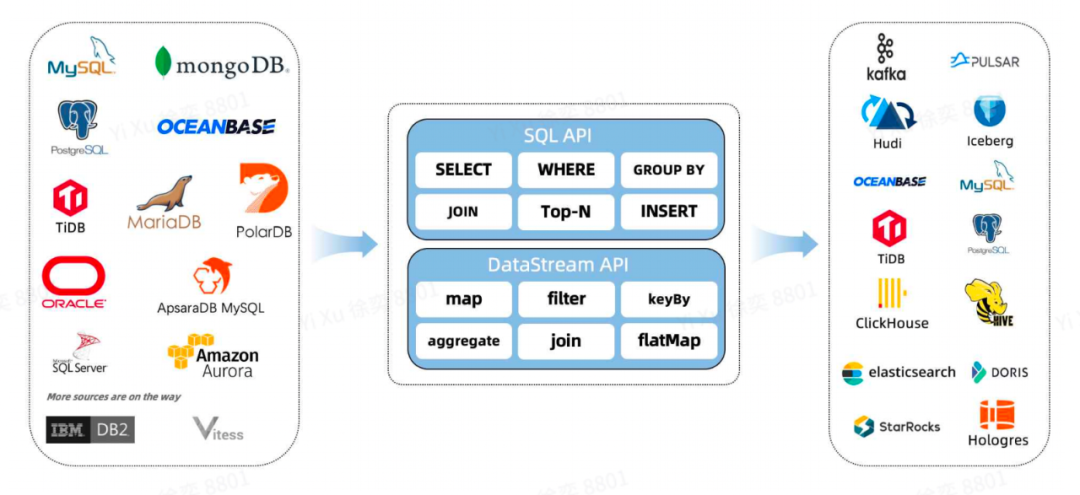 MySQL
mongoDB
PostgreSQL
OCEANBASE
TiDB
MariaDB
PolarDB
ORACLE
ApsaraDB MySQL
Microsoft
SQL Server
Amazon
Aurora
More sources are on the way
IBM DB2
Vitess
SQL API
SELECT WHERE GROUP BY
JOIN Top-N INSERT
DataStream API
map filter keyBy
aggregate join flatMap
kafka
PULSAR
Hudi
Iceberg
OCEANBASE
MySQL
TiDB
PostgreSQL
ClickHouse
HIVE
elasticsearch
DORIS
StarRocks
Hologres
Yi Xu 徐奕 8801